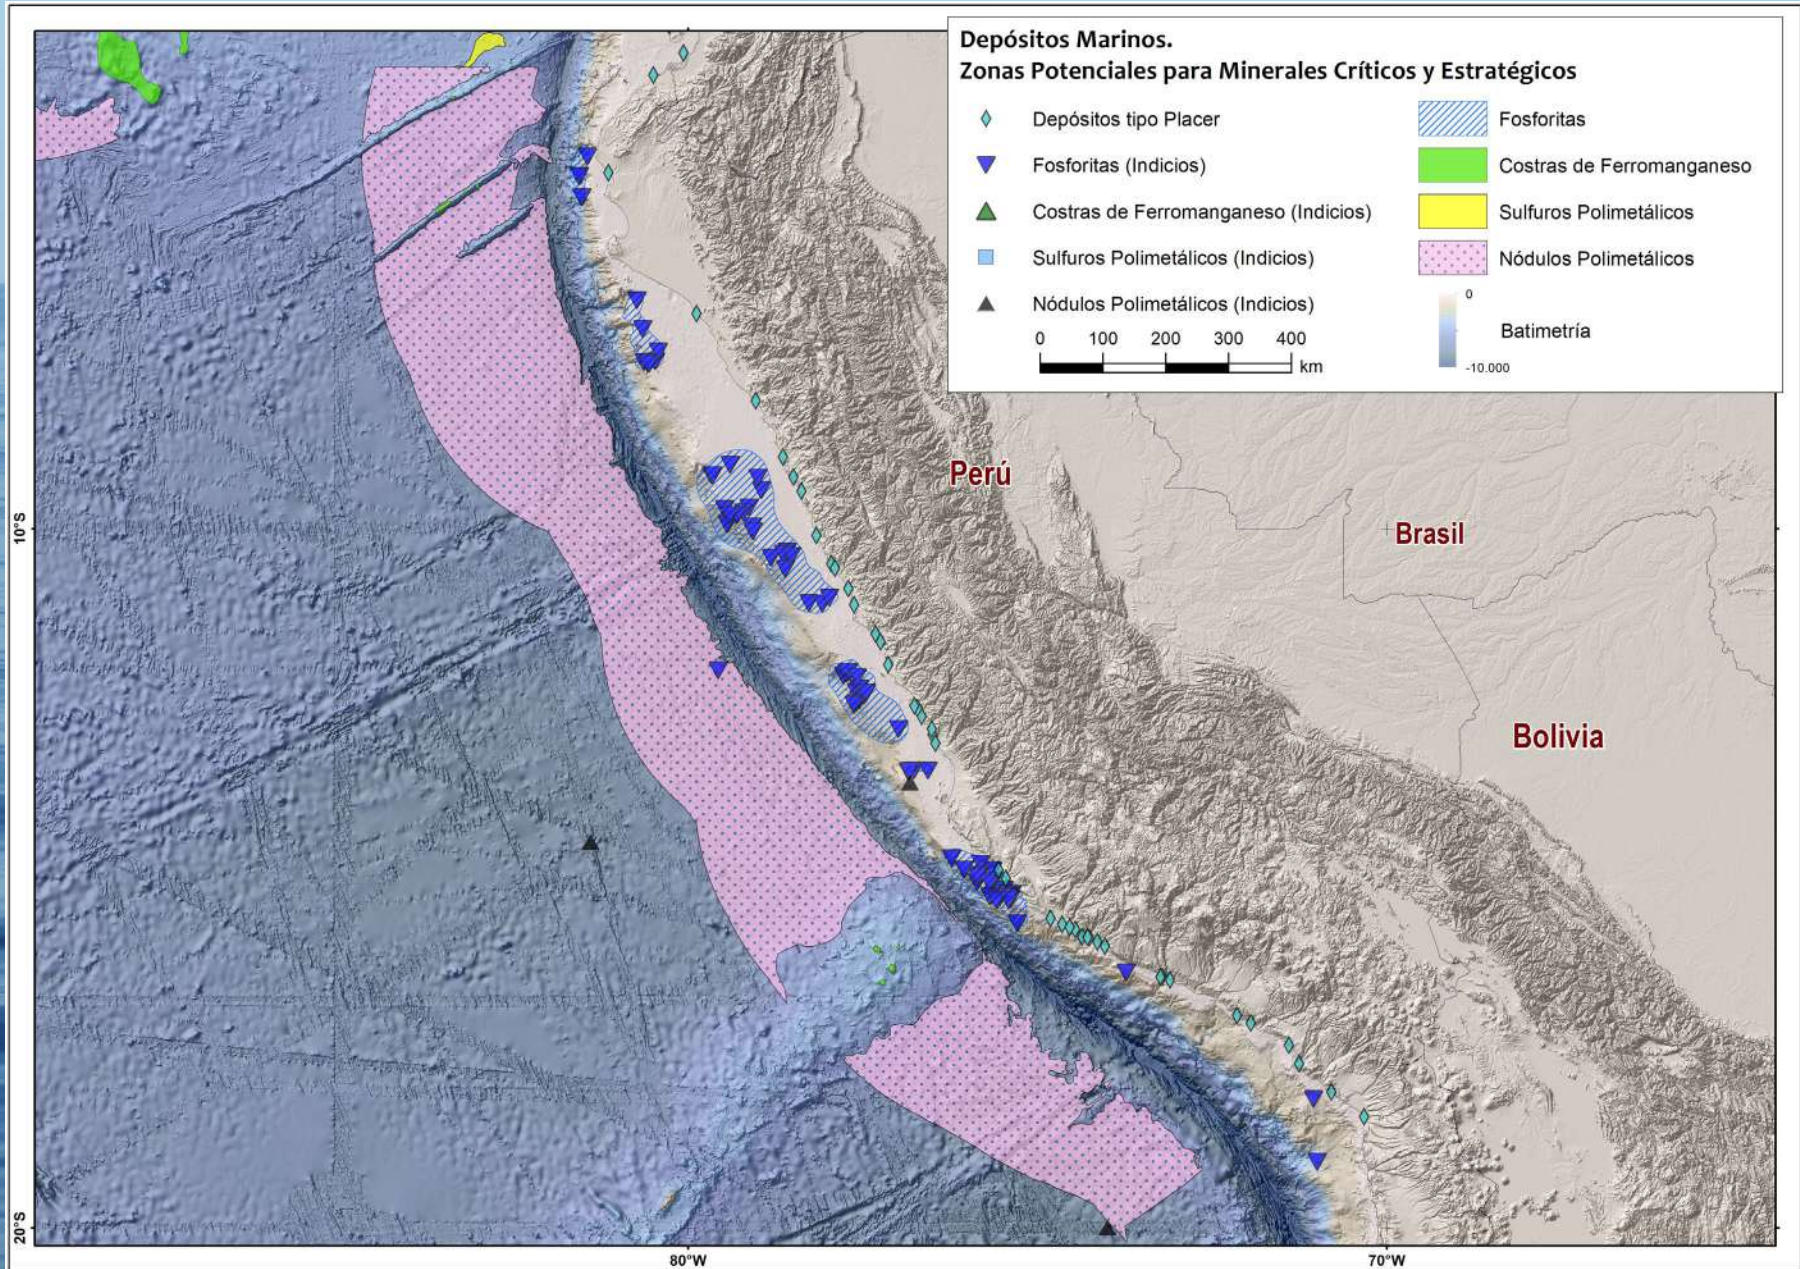 Depósitos Marinos.
Zonas Potenciales para Minerales Críticos y Estratégicos
Depósitos tipo Placer
Fosforitas (Indicios)
Costras de Ferromanganeso (Indicios)
Sulfuros Polimetálicos (Indicios)
Nódulos Polimetálicos (Indicios)
0 100 200 300 400
km
Fosforitas
Costras de Ferromanganeso
Sulfuros Polimetálicos
Nódulos Polimetálicos
0
Batimetría
-10.000
Perú
Brasil
Bolivia
10°S
20°S
80°W
70°W